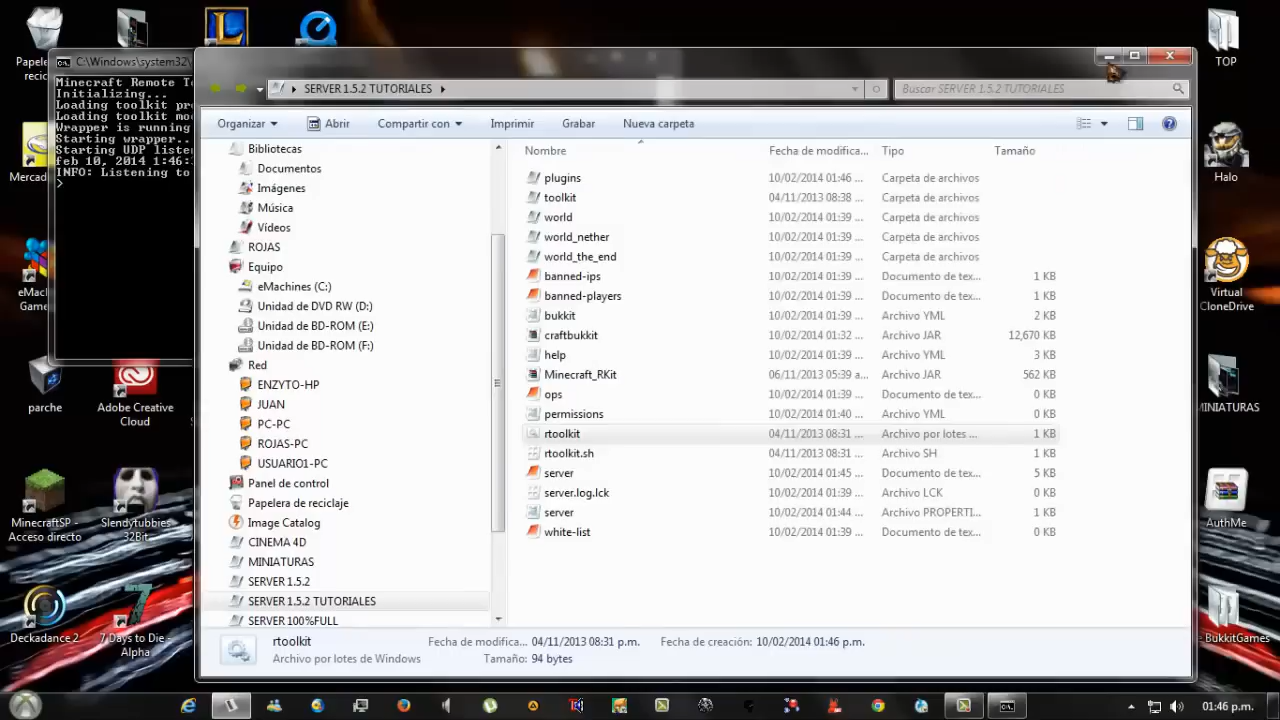 Papele
recic
Mercad
eMac
Game
parche
Adobe Creative
Cloud
MinecraftSP -
Acceso directo
Slendytubbies
32Bit
Deckadance 2
7 Days to Die -
Alpha
C:\Windows\system32
Minecraft Remote To
Initializing...
Loading toolkit pro
Loading toolkit mod
Wrapper is running
Starting wrapper..
Starting UDP listen
feb 10, 2014 1:46:3
INFO: Listening to
>
SERVER 1.5.2 TUTORIALES
Buscar SERVER 1.5.2 TUTORIALES
Organizar
Abrir
Compartir con
Imprimir
Grabar
Nueva carpeta
Bibliotecas
Documentos
Imágenes
Música
Vídeos
ROJAS
Equipo
eMachines (C:)
Unidad de DVD RW (D:)
Unidad de BD-ROM (E:)
Unidad de BD-ROM (F:)
Red
ENZYTO-HP
JUAN
PC-PC
ROJAS-PC
USUARIO1-PC
Panel de control
Papelera de reciclaje
Image Catalog
CINEMA 4D
MINIATURAS
SERVER 1.5.2
SERVER 1.5.2 TUTORIALES
SERVER 100%FULL
Nombre Fecha de modifica... Tipo Tamaño
plugins 10/02/2014 01:46 ... Carpeta de archivos
toolkit 04/11/2013 08:38 ... Carpeta de archivos
world 10/02/2014 01:39 ... Carpeta de archivos
world_nether 10/02/2014 01:39 ... Carpeta de archivos
world_the_end 10/02/2014 01:39 ... Carpeta de archivos
banned-ips 10/02/2014 01:39 ... Documento de tex... 1 KB
banned-players 10/02/2014 01:39 ... Documento de tex... 1 KB
bukkit 10/02/2014 01:39 ... Archivo YML 2 KB
craftbukkit 10/02/2014 01:32 ... Archivo JAR 12,670 KB
help 10/02/2014 01:39 ... Archivo YML 3 KB
Minecraft_RKit 06/11/2013 05:39 a... Archivo JAR 562 KB
ops 10/02/2014 01:39 ... Documento de tex... 0 KB
permissions 10/02/2014 01:40 ... Archivo YML 0 KB
rtoolkit 04/11/2013 08:31 ... Archivo por lotes ... 1 KB
rtoolkit.sh 04/11/2013 08:31 ... Archivo SH 1 KB
server 10/02/2014 01:45 ... Documento de tex... 5 KB
server.log.lck 10/02/2014 01:39 ... Archivo LCK 0 KB
server 10/02/2014 01:44 ... Archivo PROPERTI... 1 KB
white-list 10/02/2014 01:39 ... Documento de tex... 0 KB
rtoolkit Fecha de modifica... 04/11/2013 08:31 p.m. Fecha de creación: 10/02/2014 01:46 p.m.
Archivo por lotes de Windows Tamaño: 94 bytes
TOP
Halo
Virtual
CloneDrive
MINIATURAS
AuthMe
BukkitGames
01:46 p.m.